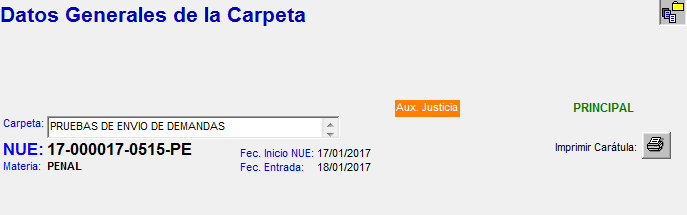 Datos Generales de la Carpeta
Aux. Justicia
PRINCIPAL
Carpeta: PRUEBAS DE ENVIO DE DEMANDAS
NUE: 17-000017-0515-PE
Fec. Inicio NUE: 17/01/2017
Imprimir Carátula:
Materia: PENAL
Fec. Entrada: 18/01/2017